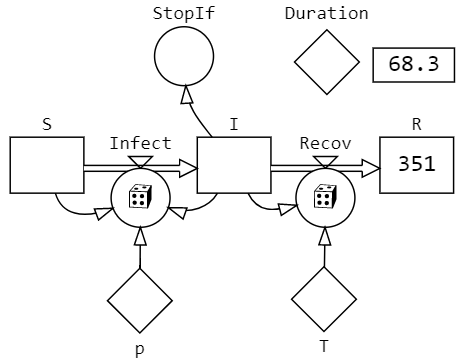 StopIf
Duration
68.3
S
Infect
I
Recov
R
351
p
T